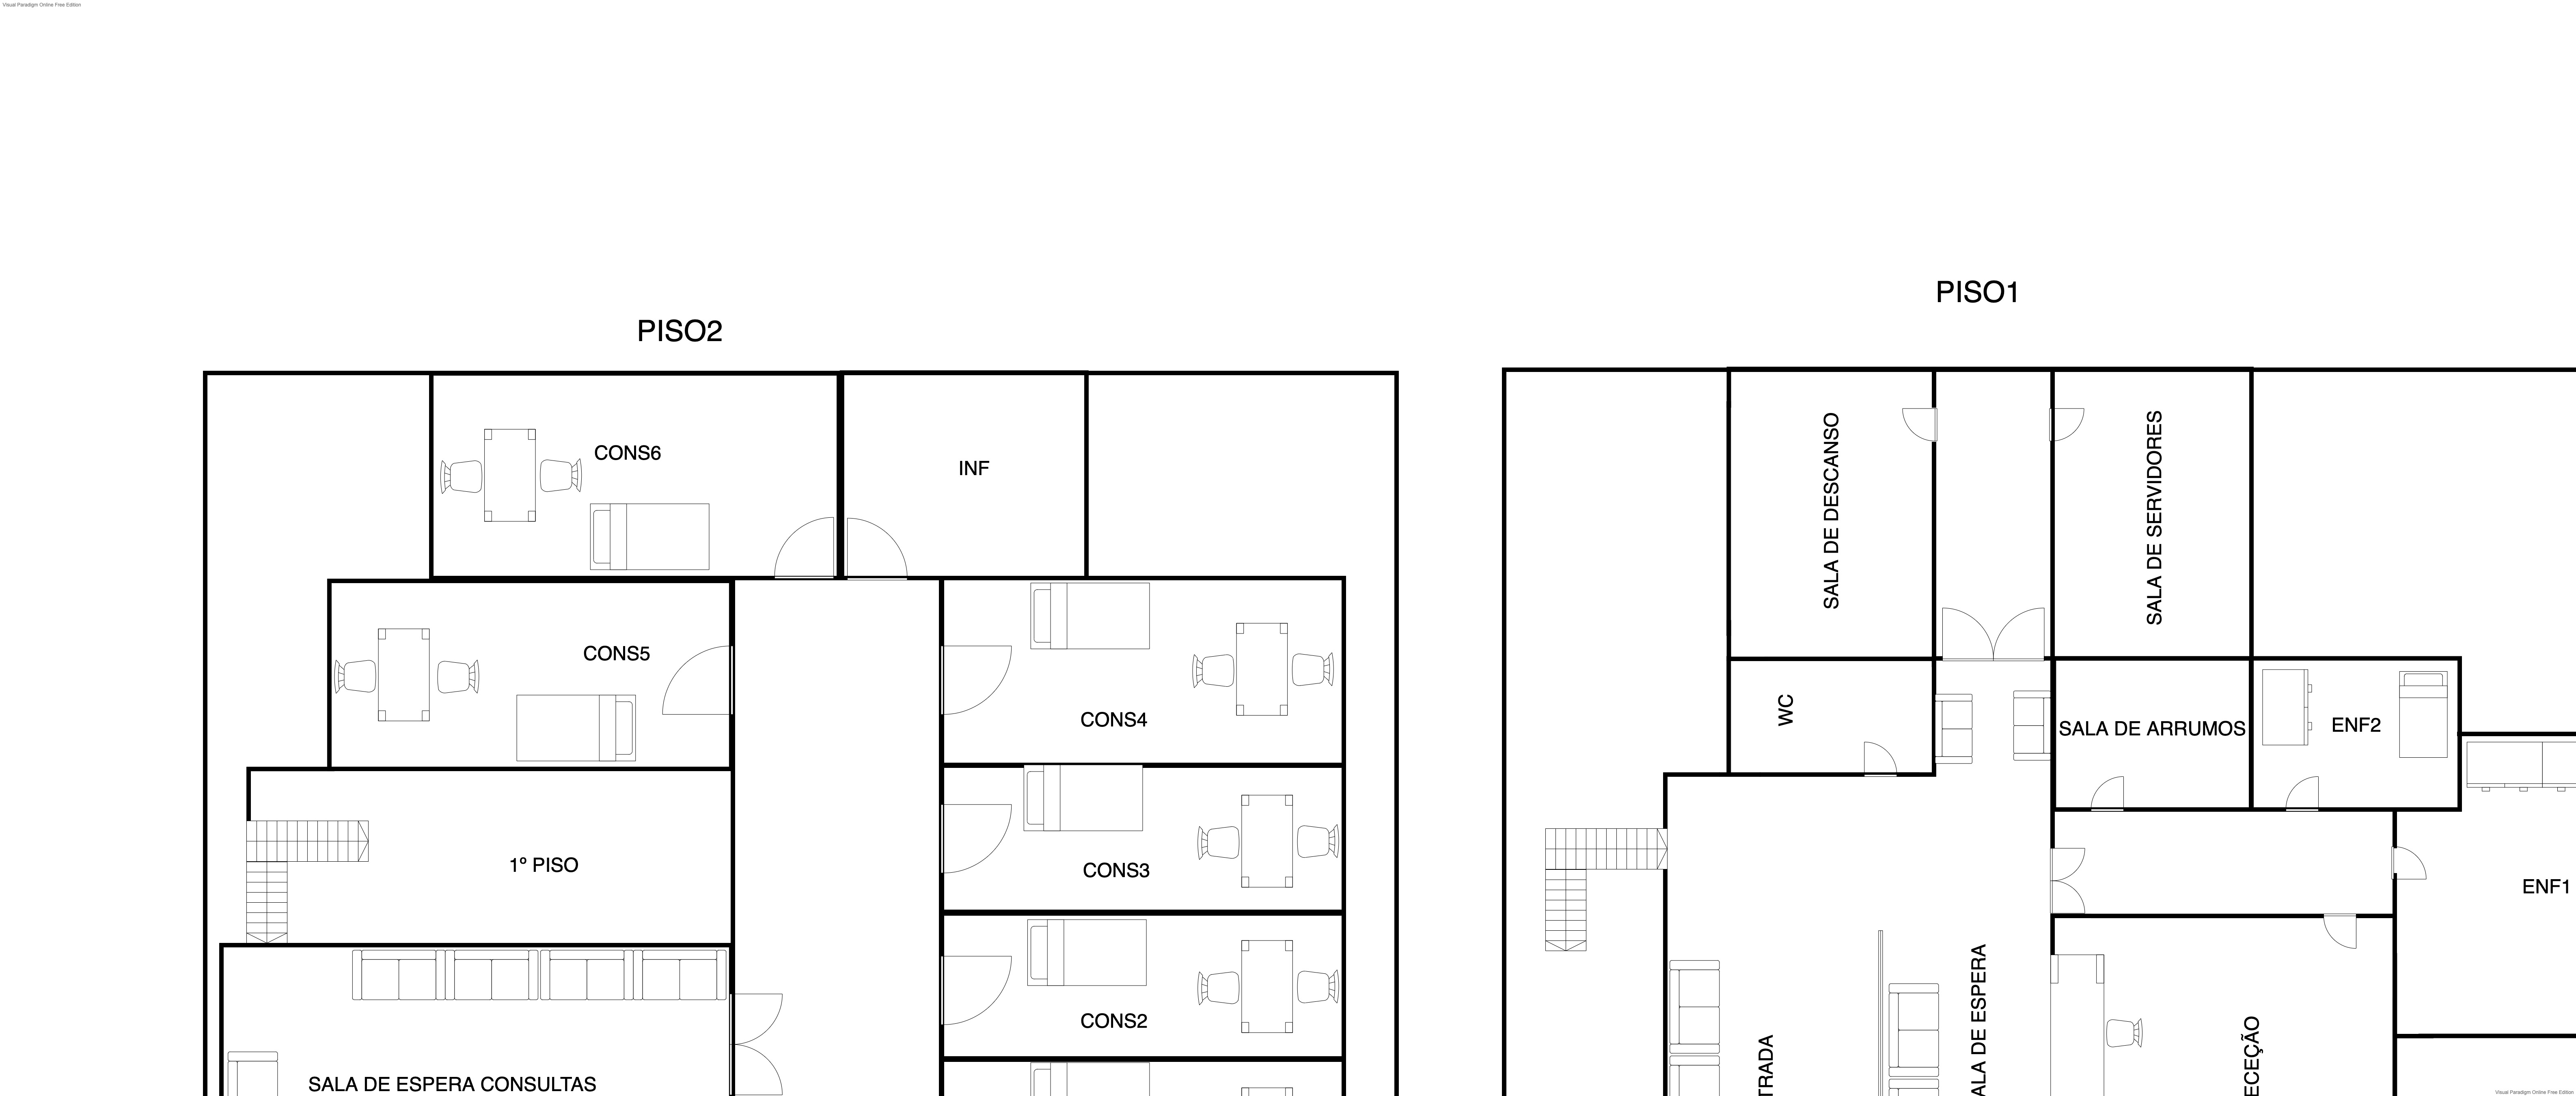 Visual Paradigm Online Free Edition
PISO2
PISO1
CONS6
INF
SALA DE DESCANSO
SALA DE SERVIDORES
CONS5
CONS4
WC
SALA DE ARRUMOS
ENF2
1º PISO
CONS3
ENF1
CONS2
SALA DE ESPERA CONSULTAS
TRADA
ALA DE ESPERA
ECEÇÃO
Visual Paradigm Online Free Edition